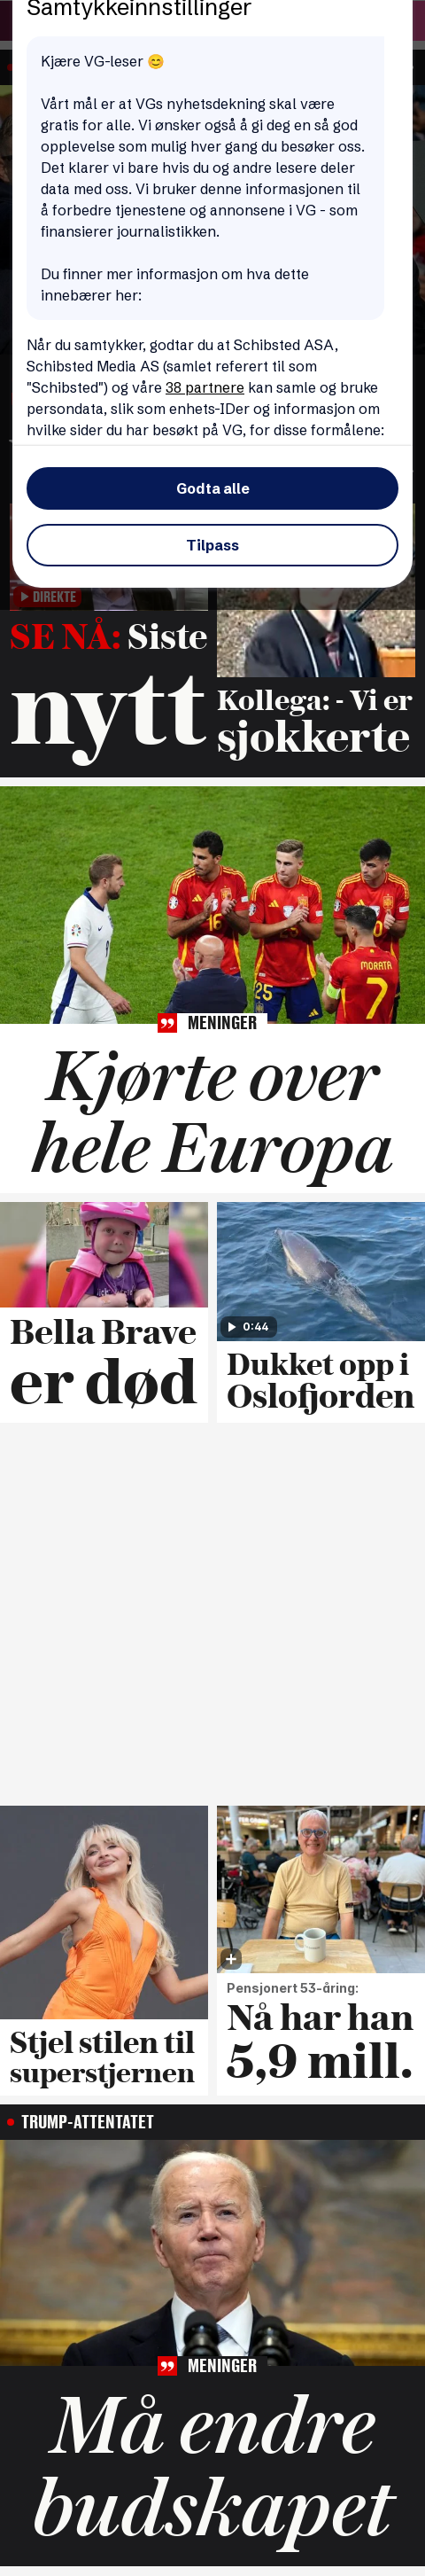 Samtykkeinnstillinger
Kjære VG-leser 😊
Vårt mål er at VGs nyhetsdekning skal være
gratis for alle. Vi ønsker også å gi deg en så god
opplevelse som mulig hver gang du besøker oss.
Det klarer vi bare hvis du og andre lesere deler
data med oss. Vi bruker denne informasjonen til
å forbedre tjenestene og annonsene i VG - som
finansierer journalistikken.
Du finner mer informasjon om hva dette
innebærer her:
Når du samtykker, godtar du at Schibsted ASA,
Schibsted Media AS (samlet referert til som
"Schibsted") og våre 38 partnere kan samle og bruke
persondata, slik som enhets-IDer og informasjon om
hvilke sider du har besøkt på VG, for disse formålene:
Godta alle
Tilpass
DIREKTE
SE NÅ: Siste
nytt
Kollega: - Vi er
sjokkerte
16
8
25
MORATA
7
MENINGER
Kjørte over
hele Europa
Bella Brave
er død
0:44
Dukket opp i
Oslofjorden
Stjel stilen til
superstjernen
Pensjonert 53-åring:
Nå har han
5,9 mill.
TRUMP-ATTENTATET
MENINGER
Må endre
budskapet